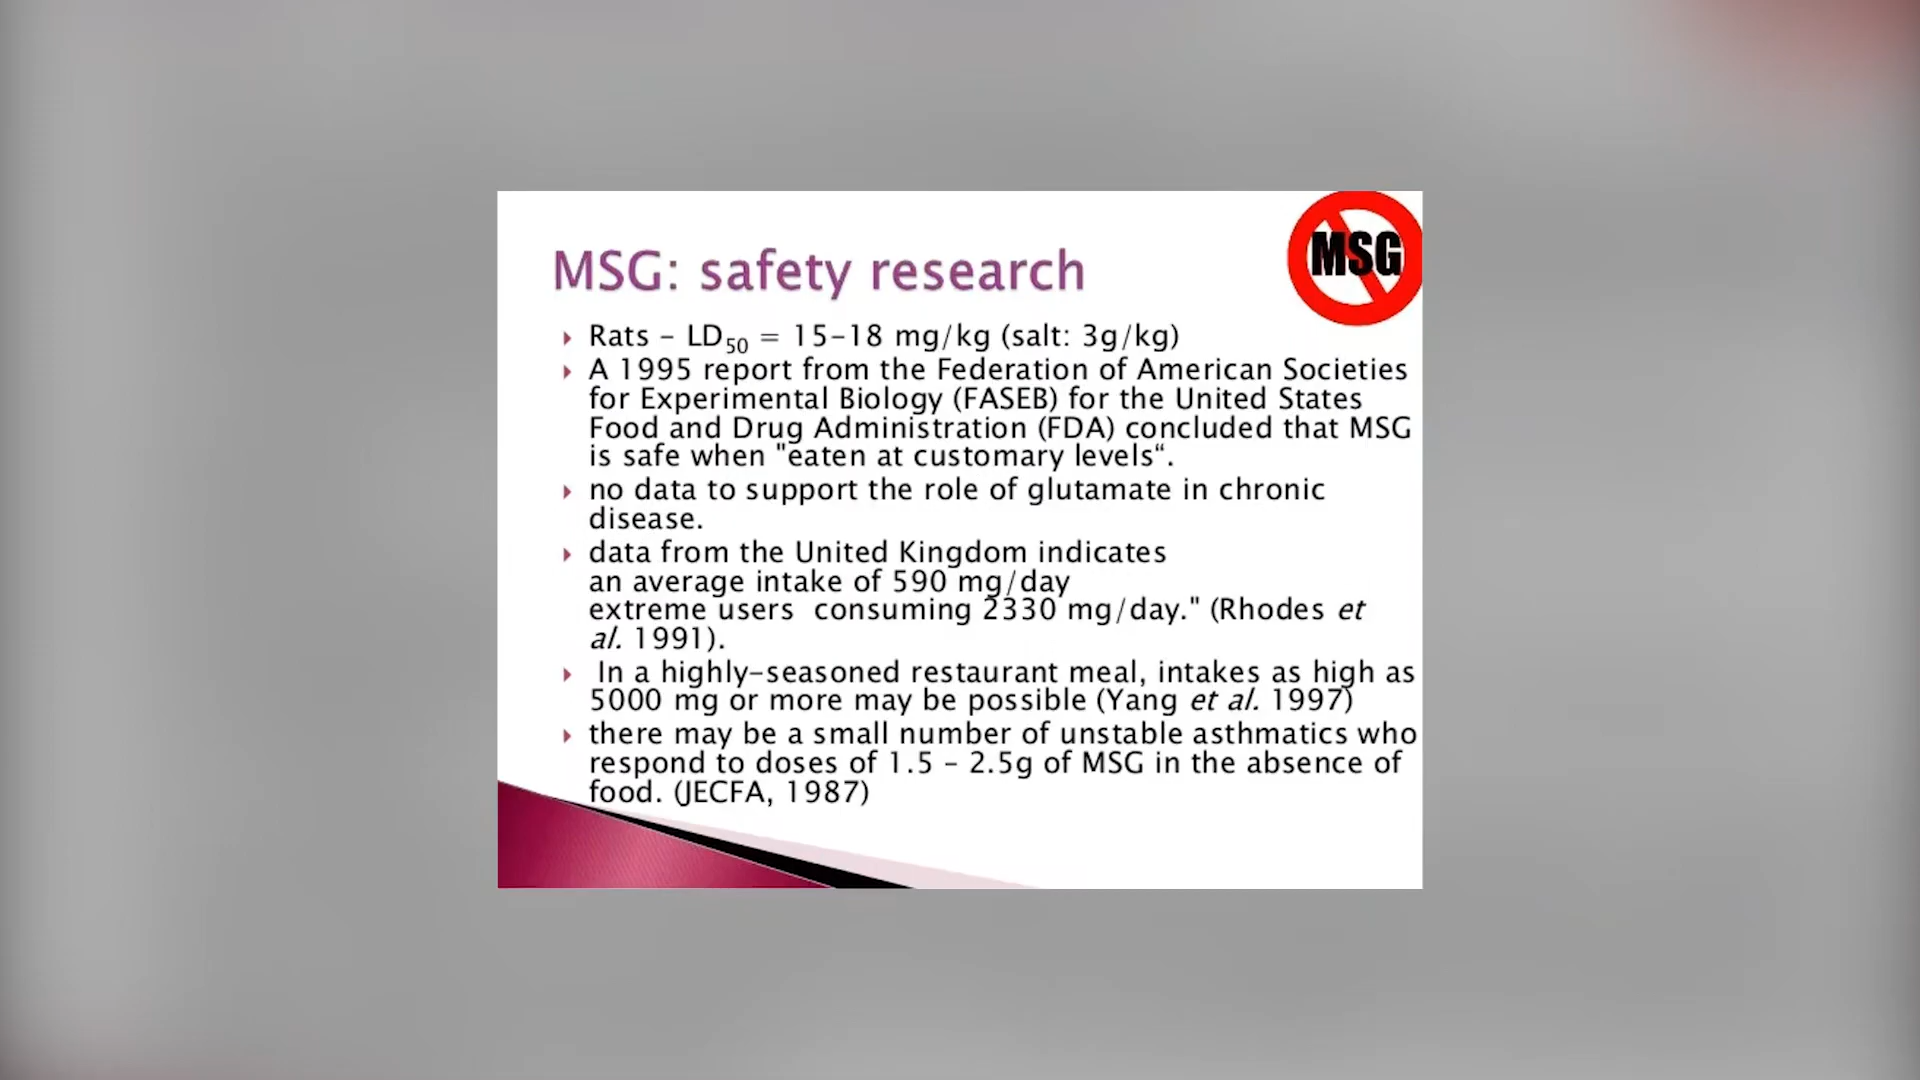 MSG
MSG: safety research
Rats – LD50 = 15–18 mg/kg (salt: 3g/kg)
A 1995 report from the Federation of American Societies
for Experimental Biology (FASEB) for the United States
Food and Drug Administration (FDA) concluded that MSG
is safe when "eaten at customary levels“.
no data to support the role of glutamate in chronic
disease.
data from the United Kingdom indicates
an average intake of 590 mg/day
extreme users consuming 2330 mg/day." (Rhodes et
al. 1991).
In a highly–seasoned restaurant meal, intakes as high as
5000 mg or more may be possible (Yang et al. 1997)
there may be a small number of unstable asthmatics who
respond to doses of 1.5 – 2.5g of MSG in the absence of
food. (JECFA, 1987)